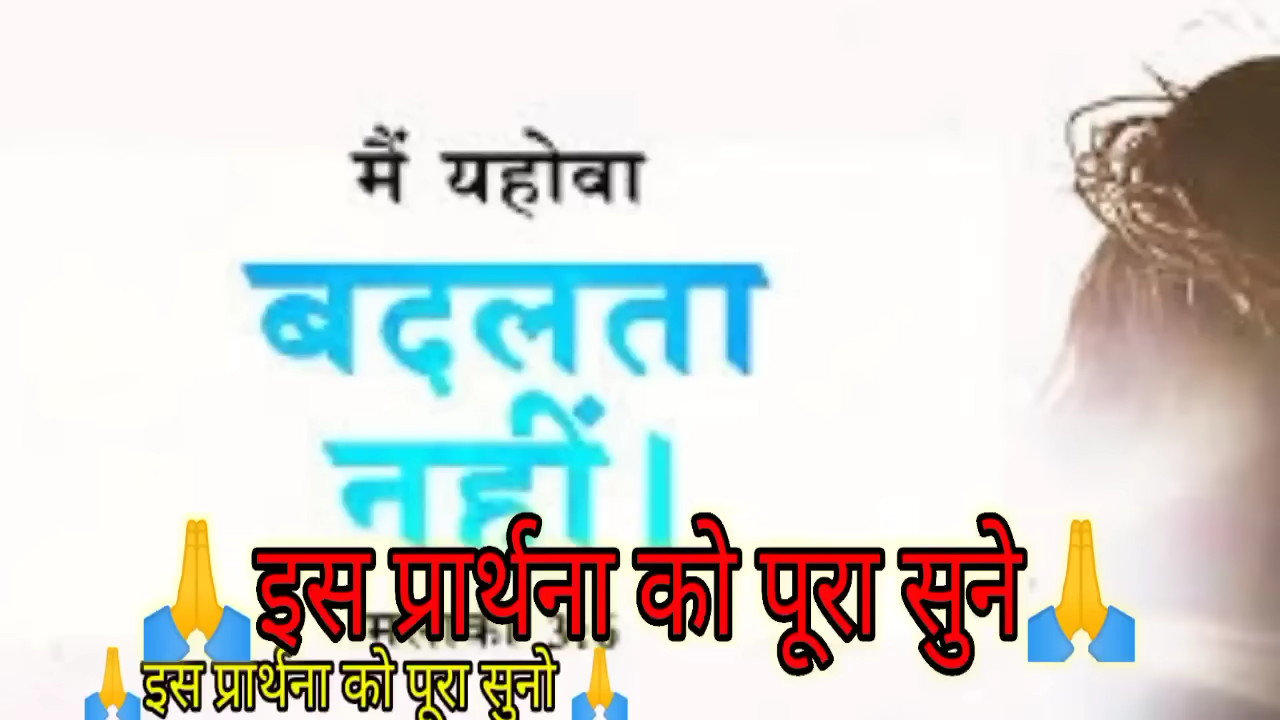 मैं यहोवा
बदलता
नहीं।
🙏इस प्रार्थना को पूरा सुने🙏
🙏इस प्रार्थना को पूरा सुनो🙏